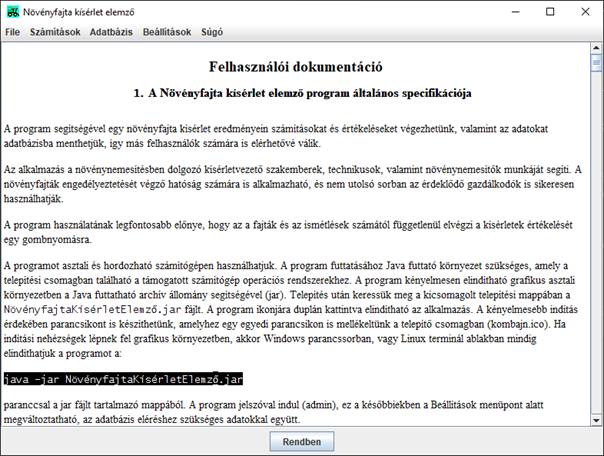 Növényfajta kísérlet elemző
File Számítások Adatbázis Beállítások Súgó
Felhasználói dokumentáció
1. A Növényfajta kísérlet elemző program általános specifikációja
A program segítségével egy növényfajta kísérlet eredményein számításokat és értékeléseket végezhetünk, valamint az adatokat
adatbázisba menthetjük, így más felhasználók számára is elérhetővé válik.
Az alkalmazás a növénynemesítésben dolgozó kísérletvezető szakemberek, technikusok, valamint növénynemesítők munkáját segíti. A
növényfajták engedélyeztetését végző hatóság számára is alkalmazható, és nem utolsó sorban az érdeklődő gazdálkodók is sikeresen
használhatják.
A program használatának legfontosabb előnye, hogy az a fajták és az ismétlések számától függetlenül elvégzi a kísérletek értékelését
egy gombnyomásra.
A programot asztali és hordozható számítógépen használhatjuk. A program futtatásához Java futtató környezet szükséges, amely a
telepítési csomagban található a támogatott számítógép operációs rendszerekhez. A program kényelmesen elindítható grafikus asztali
környezetben a Java futtatható archív állomány segítségével (jar). Telepítés után keressük meg a kicsomagolt telepítési mappában a
NövényfajtaKísérletElemző.jar fájlt. A program ikonjára duplán kattintva elindítható az alkalmazás. A kényelmesebb indítás
érdekében parancsikont is készíthetünk, amelyhez egy egyedi parancsikon is mellékeltünk a telepítő csomagban (kombajn.ico). Ha
indítási nehézségek lépnek fel grafikus környezetben, akkor Windows parancssorban, vagy Linux terminál ablakban mindig
elindíthatjuk a programot a:
java -jar NövényfajtaKísérletElemző.jar
paranccsal a jar fájlt tartalmazó mappából. A program jelszóval indul (admin), ez a későbbiekben a Beállítások menüpont alatt
megváltoztatható, az adatbázis eléréshez szükséges adatokkal együtt.
Rendben